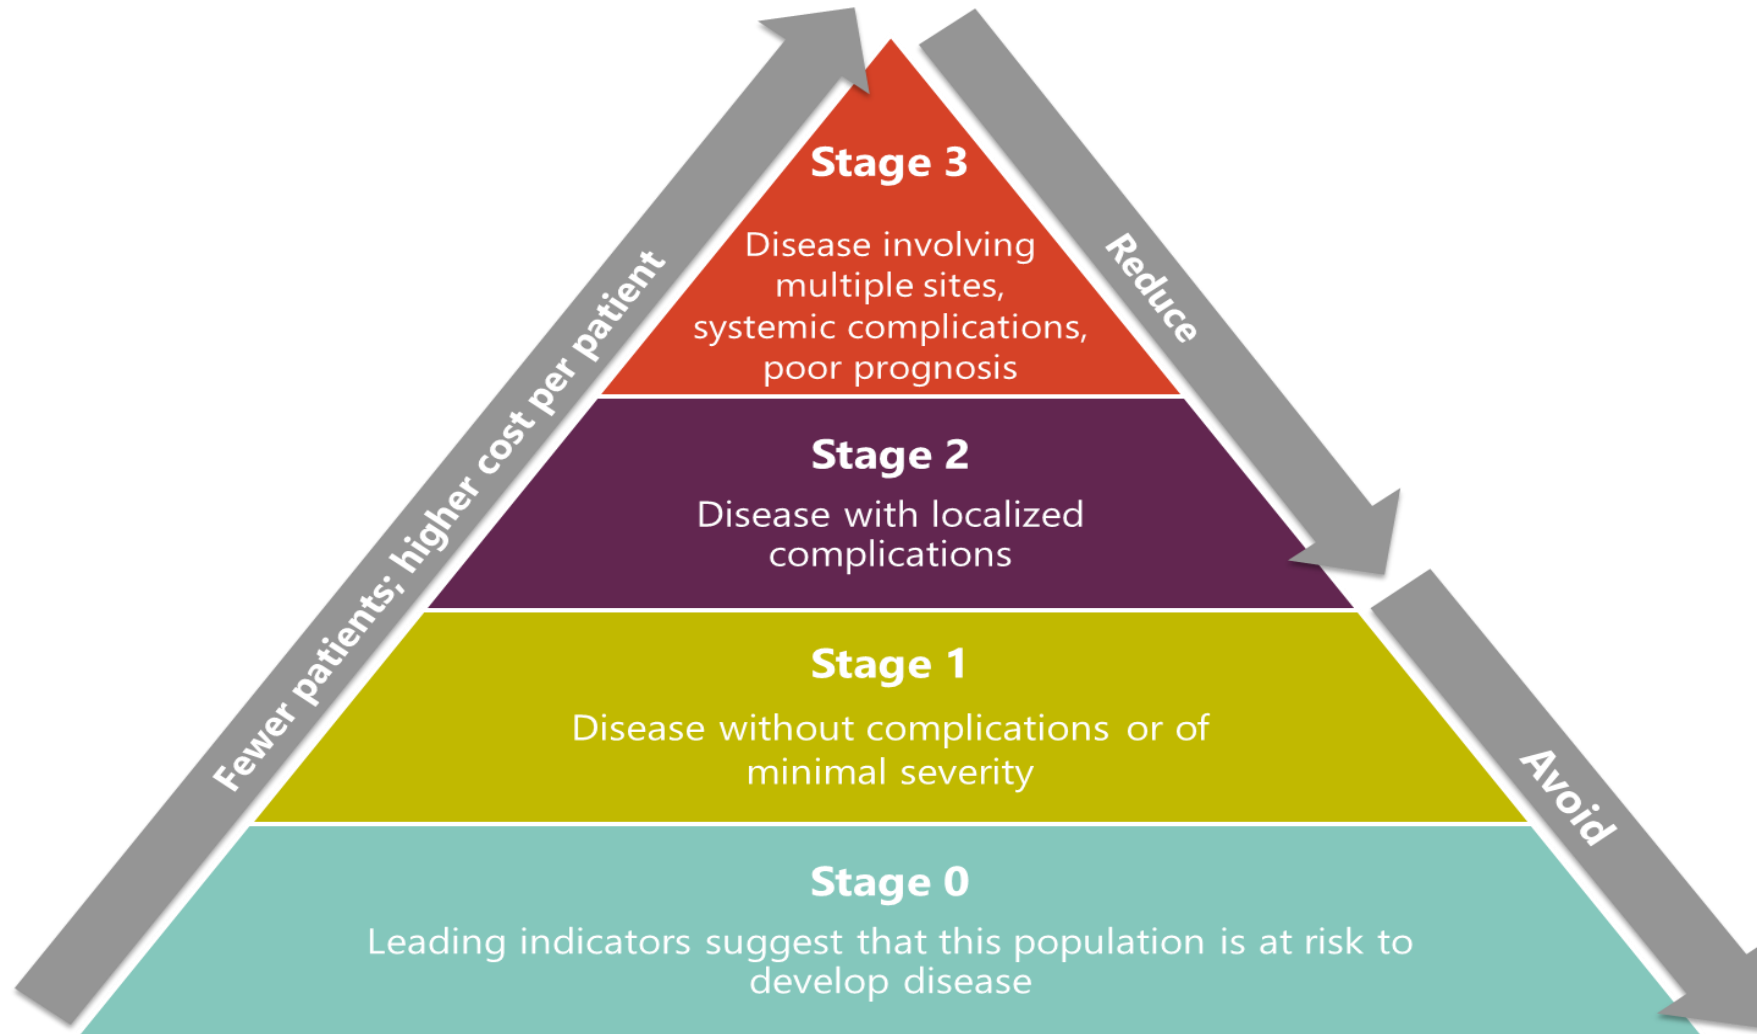 Stage 3
Disease involving
multiple sites,
systemic complications,
poor prognosis
Stage 2
Disease with localized
complications
Stage 1
Disease without complications or of
minimal severity
Stage 0
Leading indicators suggest that this population is at risk to
develop disease
Fewer patients; higher cost per patient
Reduce
Avoid